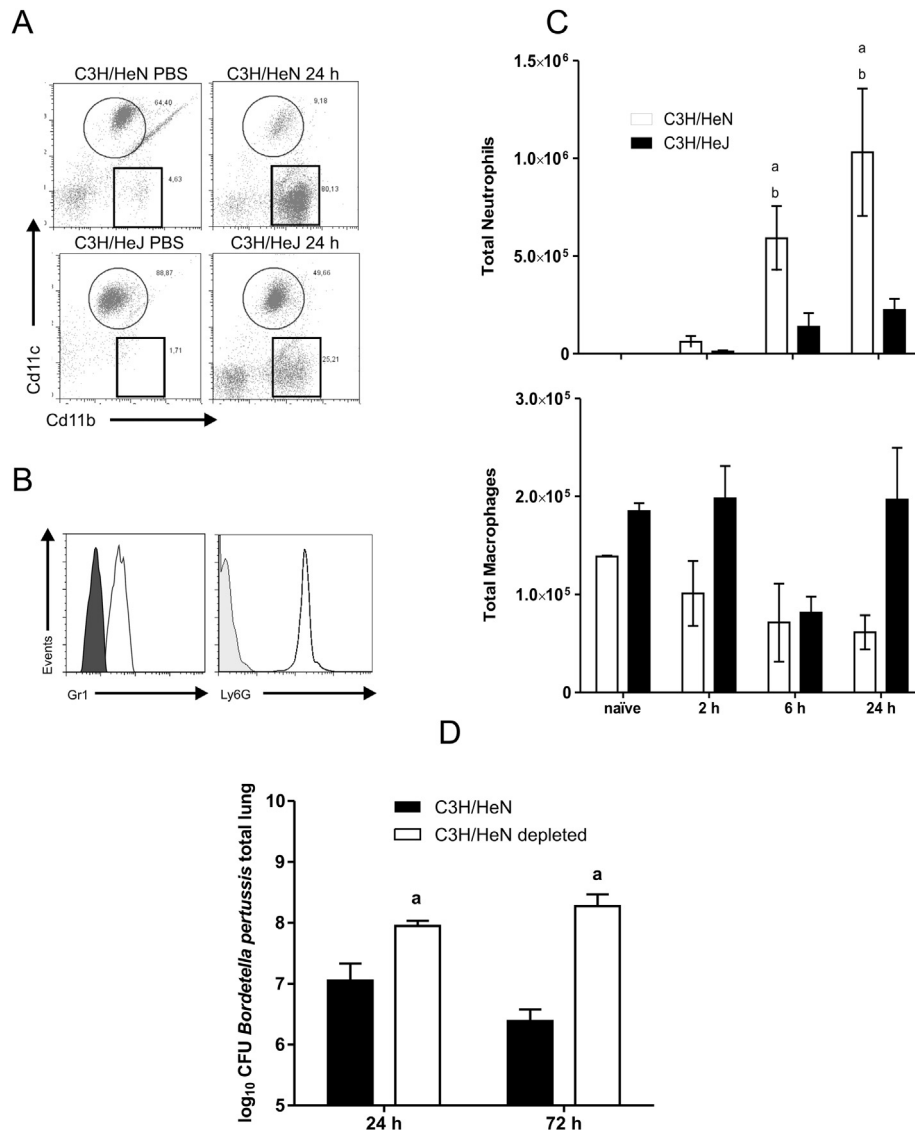 A
C3H/HeN PBS
C3H/HeN 24 h
64,40
9,18
4,63
80,13
C3H/HeJ PBS
C3H/HeJ 24 h
88,87
49,66
1,71
25,21
Cd11c
Cd11b
B
Events
Gr1
Ly6G
C
1.5×10⁶
1.0×10⁶
5.0×10⁵
0
Total Neutrophils
C3H/HeN
C3H/HeJ
a
b
a
b
3.0×10⁵
2.0×10⁵
1.0×10⁵
0
Total Macrophages
naïve
2 h
6 h
24 h
D
log₁₀ CFU Bordetella pertussis total lung
10
9
8
7
6
5
C3H/HeN
C3H/HeN depleted
a
a
24 h
72 h